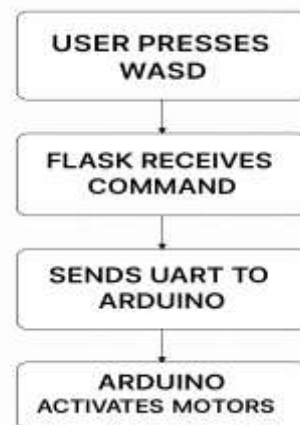 USER PRESSES
WASD
FLASK RECEIVES
COMMAND
SENDS UART TO
ARDUINO
ARDUINO
ACTIVATES MOTORS